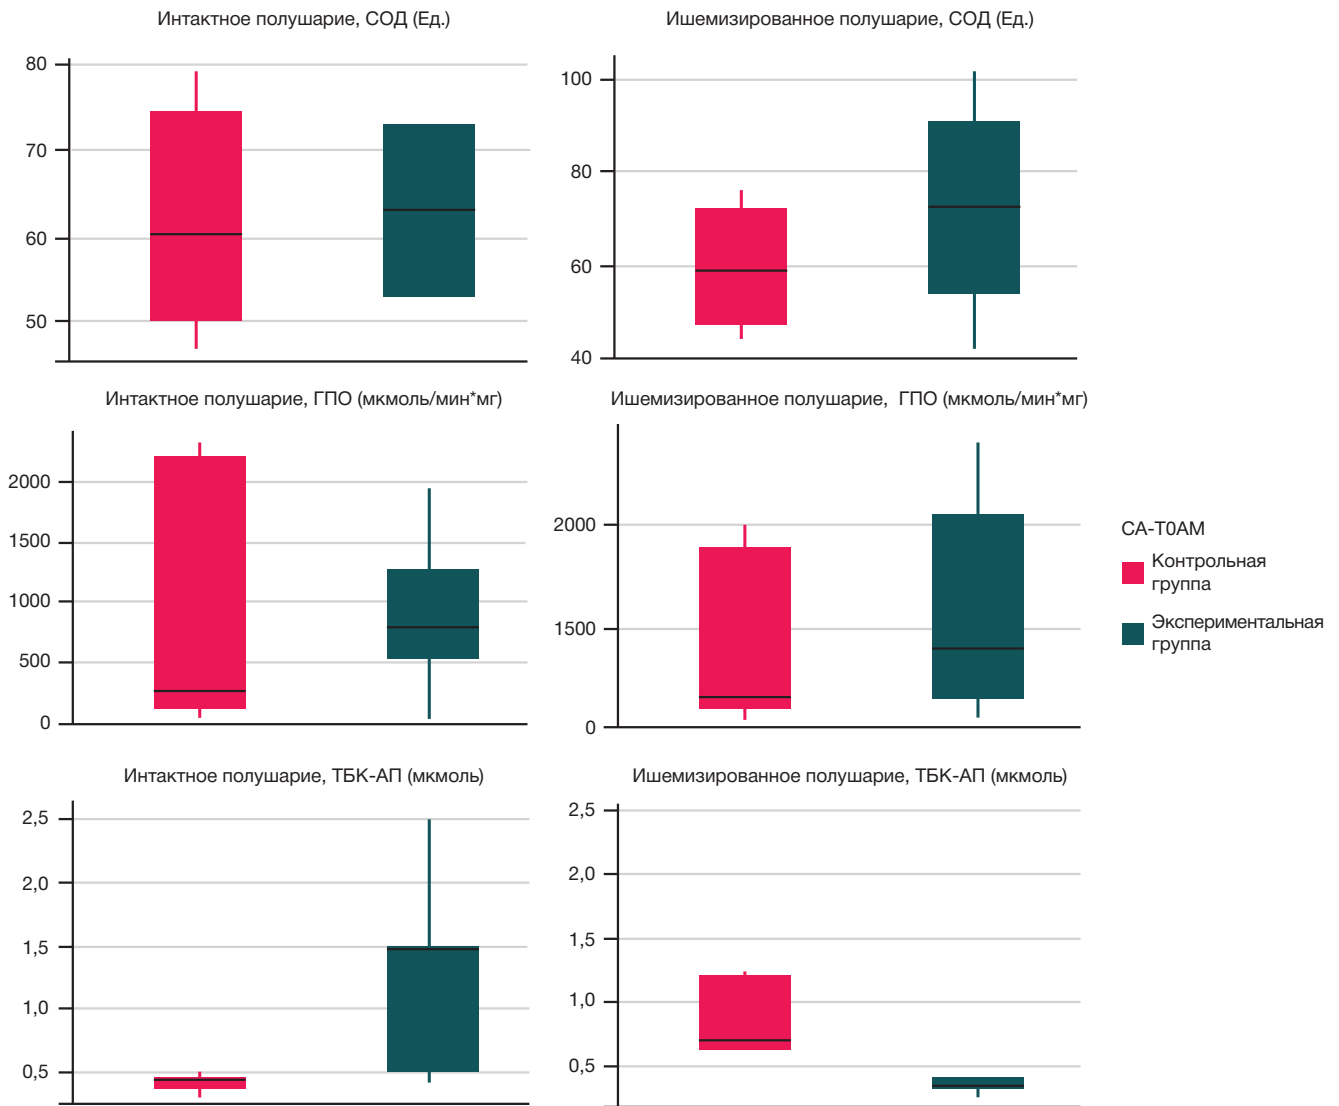 Интактное полушарие, СОД (Ед.)
80
70
60
50
Ишемизированное полушарие, СОД (Ед.)
100
80
60
40
Интактное полушарие, ГПО (мкмоль/мин*мг)
2000
1500
1000
500
0
Ишемизированное полушарие, ГПО (мкмоль/мин*мг)
2000
1500
0
CA-T0AM
Контрольная
группа
Экспериментальная
группа
Интактное полушарие, ТБК-АП (мкмоль)
2,5
2,0
1,5
1,0
0,5
Ишемизированное полушарие, ТБК-АП (мкмоль)
2,5
2,0
1,5
1,0
0,5